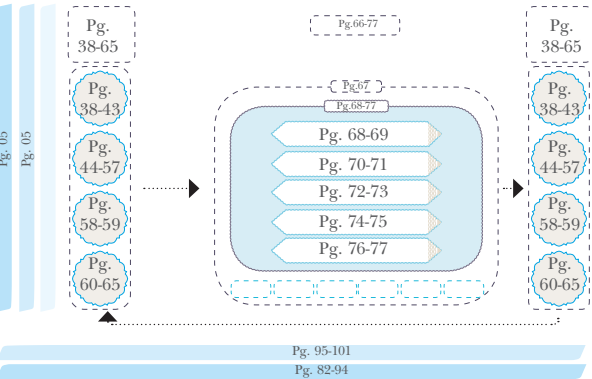 Pg. 05
Pg. 05
Pg.
38-65
Pg.
38-43
Pg.
44-57
Pg.
58-59
Pg.
60-65
Pg.66-77
Pg.67
Pg.68-77
Pg. 68-69
Pg. 70-71
Pg. 72-73
Pg. 74-75
Pg. 76-77
Pg.
38-65
Pg.
38-43
Pg.
44-57
Pg.
58-59
Pg.
60-65
Pg. 95-101
Pg. 82-94